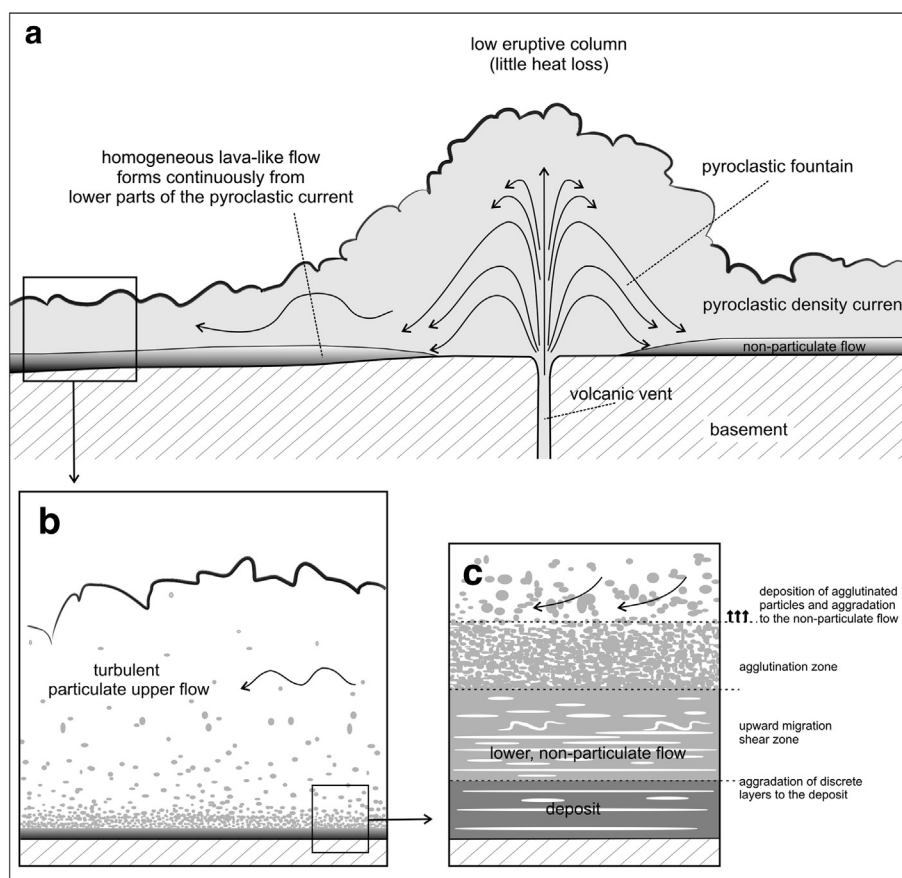 a
low eruptive column
(little heat loss)
homogeneous lava-like flow
forms continuously from
lower parts of the pyroclastic current
pyroclastic fountain
pyroclastic density current
non-particulate flow
volcanic vent
basement
b
turbulent
particulate upper flow
c
deposition of agglutinated
particles and aggradation
to the non-particulate flow
agglutination zone
upward migration
shear zone
lower, non-particulate flow
aggradation of discrete
layers to the deposit
deposit